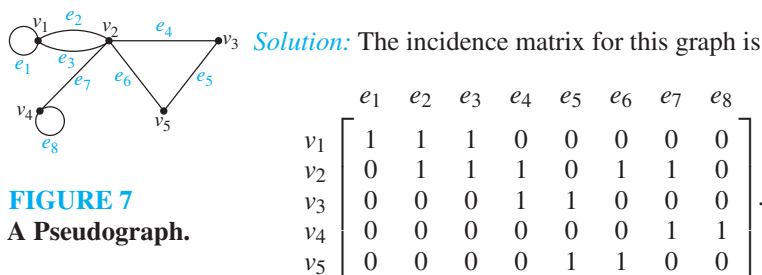 v1 e2 v2 e4 v3
e1 e3 e7 e6 e5
v4 v5
e8
FIGURE 7
A Pseudograph.
Solution: The incidence matrix for this graph is
e1 e2 e3 e4 e5 e6 e7 e8
v1 1 1 1 0 0 0 0 0
v2 0 1 1 1 0 1 1 0
v3 0 0 0 1 1 0 0 0
v4 0 0 0 0 0 0 1 1
v5 0 0 0 0 1 1 0 0
.